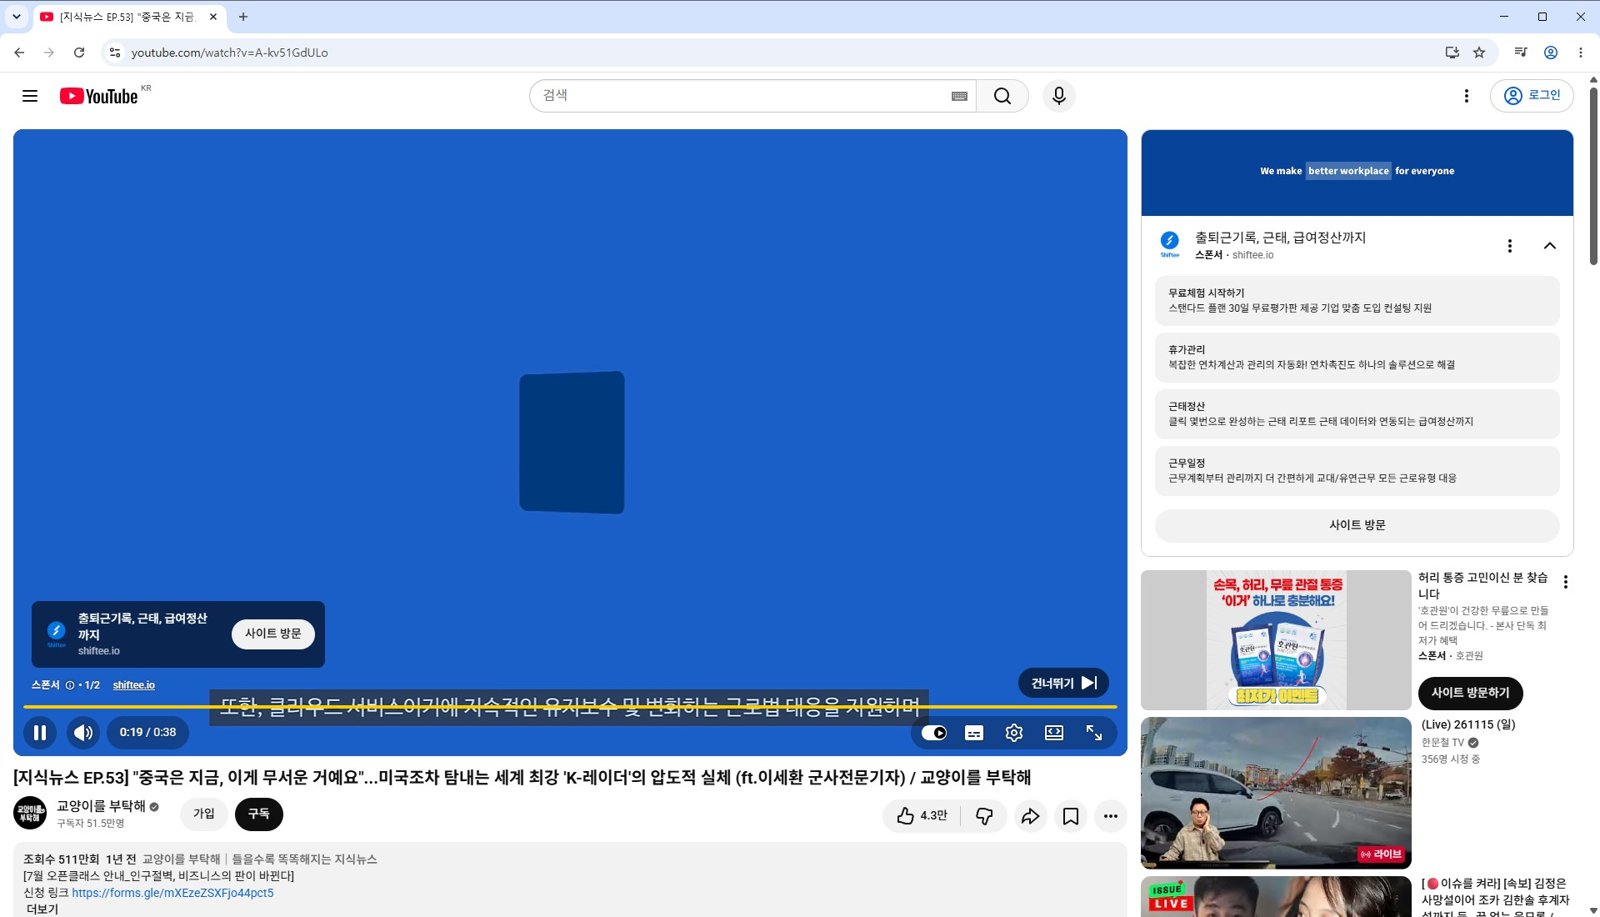 [지식뉴스 EP.53] "중국은 지금,
youtube.com/watch?v=A-kv51GdULo
YouTube KR
검색
로그인
We make better workplace for everyone
출퇴근기록, 근태, 급여정산까지
스폰서 · shiftee.io
Shiftee
무료체험 시작하기
스탠다드 플랜 30일 무료평가판 제공 기업 맞춤 도입 컨설팅 지원
휴가관리
복잡한 연차계산과 관리의 자동화! 연차촉진도 하나의 솔루션으로 해결
근태정산
클릭 몇번으로 완성하는 근태 리포트 근태 데이터와 연동되는 급여정산까지
근무일정
근무계획부터 관리까지 더 간편하게 교대/유연근무 모든 근로유형 대응
사이트 방문
출퇴근기록, 근태, 급여정산
까지
shiftee.io
Shiftee
사이트 방문
스폰서 · 1/2 shiftee.io
건너뛰기
또한, 클라우드 서비스이기에 지속적인 유지보수 및 변화하는 근로법 대응을 지원하며
0:19 / 0:38
[지식뉴스 EP.53] "중국은 지금, 이게 무서운 거예요"...미국조차 탐내는 세계 최강 'K-레이더'의 압도적 실체 (ft.이세환 군사전문기자) / 교양이를 부탁해
교양이를
부탁해
교양이를 부탁해
구독자 51.5만명
가입
구독
4.3만
조회수 511만회 1년 전 교양이를 부탁해 | 들을수록 똑똑해지는 지식뉴스
[7월 오픈클래스 안내_인구절벽, 비즈니스의 판이 바뀐다]
신청 링크 https://forms.gle/mXEzeZSXFjo44pct5
더보기
손목, 허리, 무릎 관절 통증
'이거' 하나로 충분해요!
호관원
호관원
최저가 이벤트
허리 통증 고민이신 분 찾습
니다
'호관원'이 건강한 무릎으로 만들
어 드리겠습니다. - 본사 단독 최
저가 혜택
스폰서 · 호관원
사이트 방문하기
라이브
(Live) 261115 (일)
한문철 TV
356명 시청 중
ISSUE
LIVE
[🔴이슈를 켜라] [속보] 김정은
사망설이어 조카 김한솔 후계자